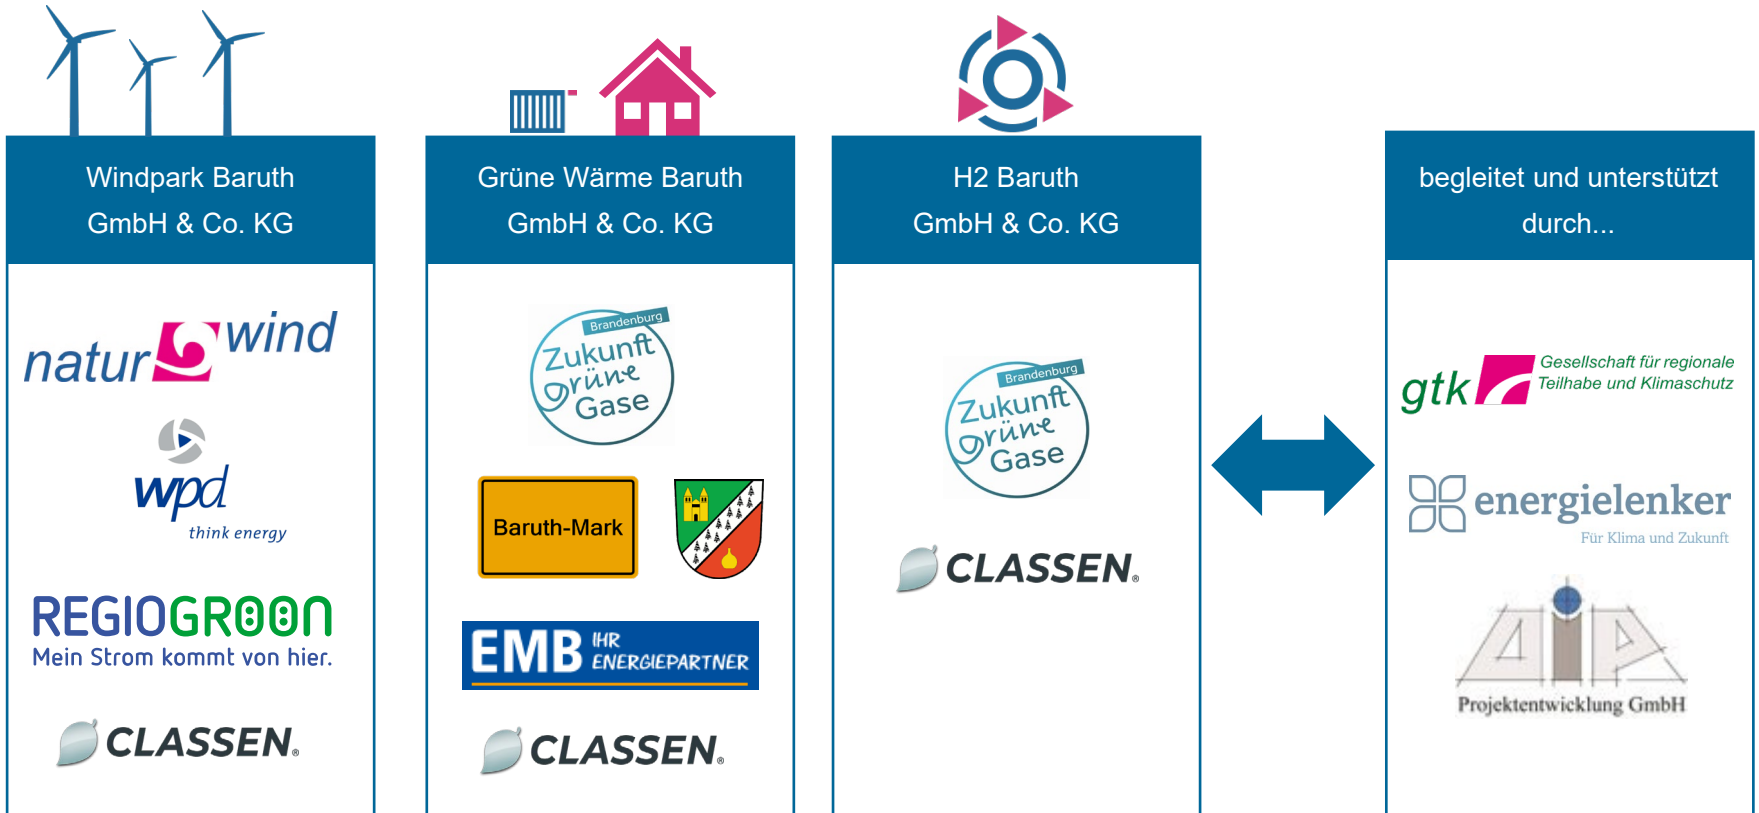 Windpark Baruth
GmbH & Co. KG
natur wind
wpd
think energy
REGIOGROON
Mein Strom kommt von hier.
CLASSEN®
Grüne Wärme Baruth
GmbH & Co. KG
Brandenburg
Zukunft
Grüne
Gase
Baruth-Mark
EMB IHR
ENERGIEPARTNER
CLASSEN®
H2 Baruth
GmbH & Co. KG
Brandenburg
Zukunft
Grüne
Gase
CLASSEN®
begleitet und unterstützt
durch...
gtk Gesellschaft für regionale
Teilhabe und Klimaschutz
energielenker
Für Klima und Zukunft
AiP
Projektentwicklung GmbH